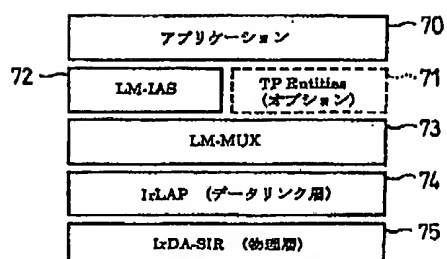 アプリケーション 70
72 LM-IAS TP Entities 71
(オプション)
LM-MUX 73
IrLAP (データリンク層) 74
IrDA-SIR (物理層) 75